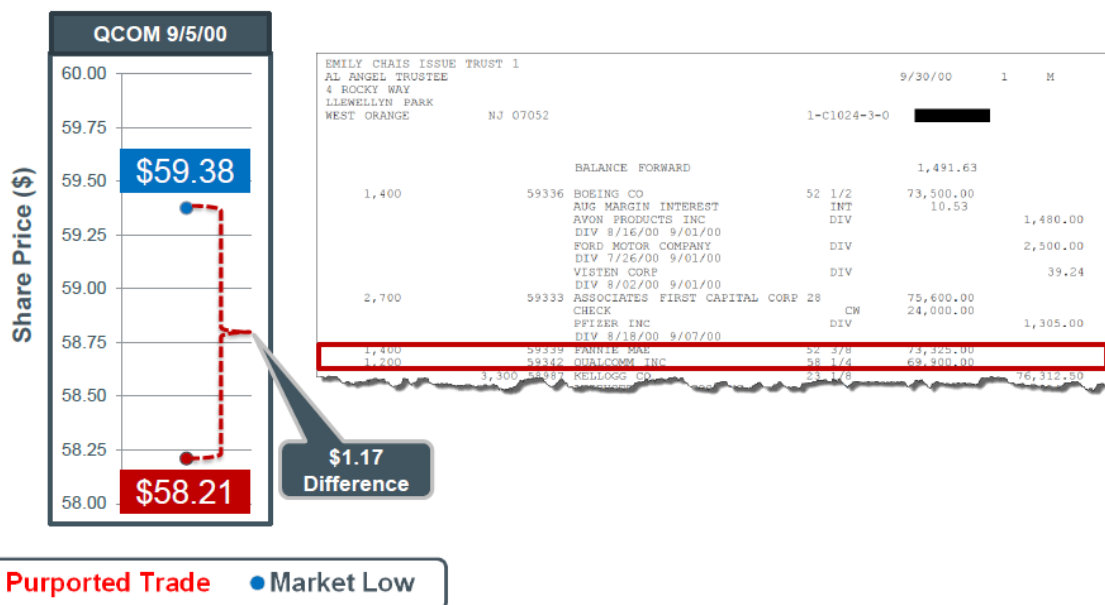 QCOM 9/5/00
Share Price ($)
60.00
59.75
59.50
59.25
59.00
58.75
58.50
58.25
58.00
$59.38
$58.21
$1.17
Difference
EMILY CHAIS ISSUE TRUST 1
AL ANGEL TRUSTEE 9/30/00 1 M
4 ROCKY WAY
LLEWELLYN PARK
WEST ORANGE NJ 07052 1-C1024-3-0
BALANCE FORWARD 1,491.63
1,400 59336 BOEING CO 52 1/2 73,500.00
AUG MARGIN INTEREST INT 10.53
AVON PRODUCTS INC DIV 1,480.00
DIV 8/16/00 9/01/00
FORD MOTOR COMPANY DIV 2,500.00
DIV 7/26/00 9/01/00
VISTEN CORP DIV 39.24
DIV 8/02/00 9/01/00
2,700 59333 ASSOCIATES FIRST CAPITAL CORP 28 75,600.00
CHECK CW 24,000.00
PFIZER INC DIV 1,305.00
DIV 8/18/00 9/07/00
1,400 59339 FANNIE MAE 52 3/8 73,325.00
1,200 59342 QUALCOMM INC 58 1/4 69,900.00
3,300 58987 KELLOGG CO 23 1/8 76,312.50
Purported Trade Market Low